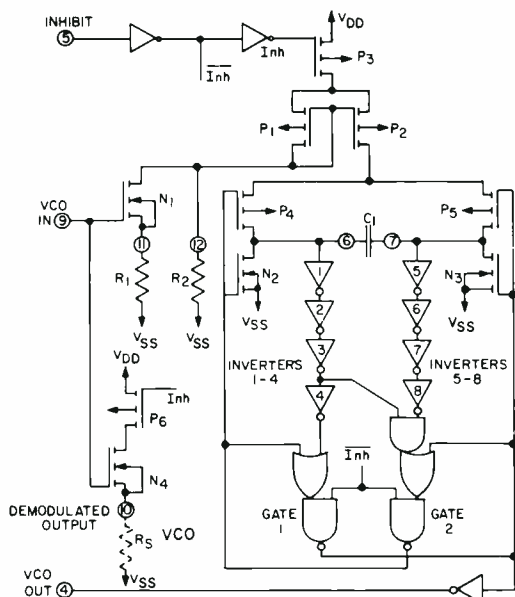 INHIBIT
5
Inh
Inh
VDD
P3
P1
P2
VCO
IN 9
N1
11
12
R1
R2
VSS
VSS
P4
P5
C1
6
7
N2
N3
VSS
VSS
1
2
3
4
5
6
7
8
INVERTERS
1-4
INVERTERS
5-8
VDD
Inh
P6
N4
DEMODULATED
OUTPUT
10
RS
VCO
VSS
Inh
GATE
1
GATE
2
VCO
OUT 4